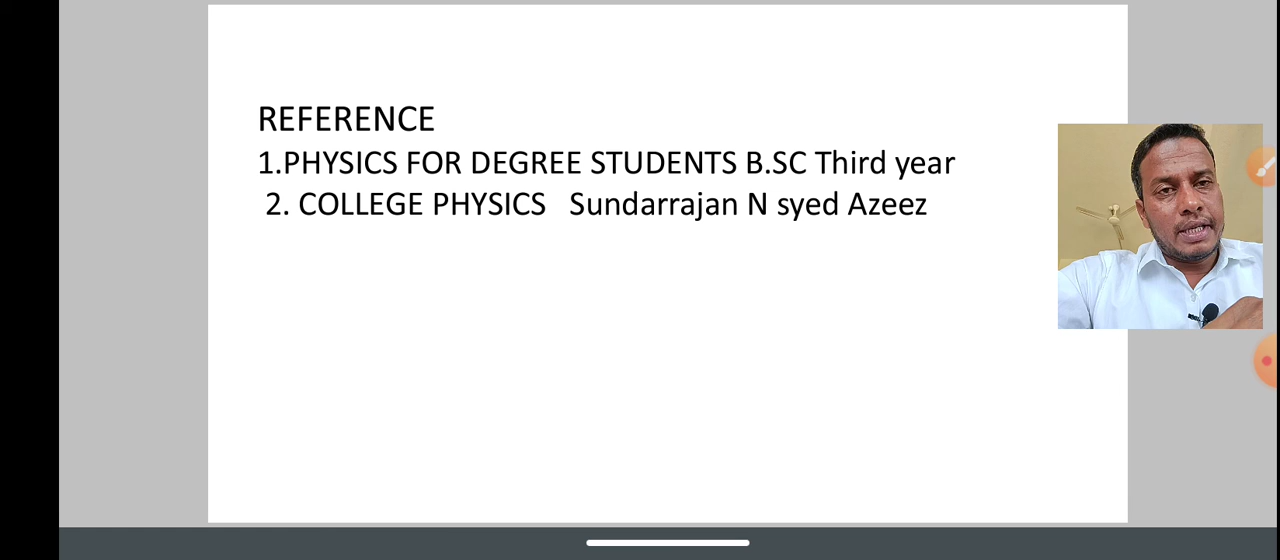 REFERENCE
1.PHYSICS FOR DEGREE STUDENTS B.SC Third year
2. COLLEGE PHYSICS Sundarrajan N syed Azeez